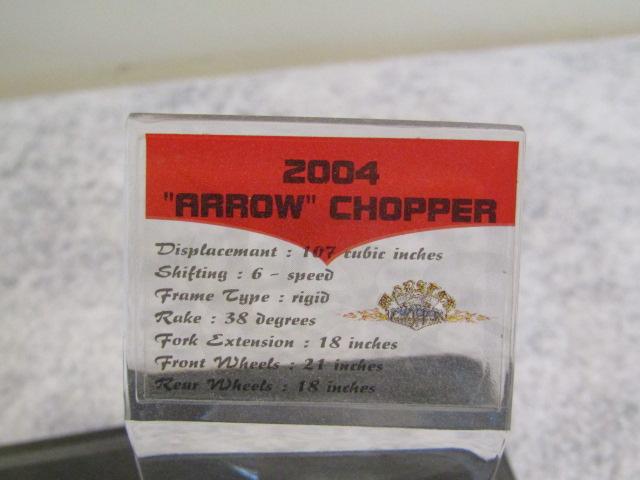 2004
"ARROW" CHOPPER
Displacemant : 107 cubic inches
Shifting : 6 - speed
Frame Type : rigid
Rake : 38 degrees
Fork Extension : 18 inches
Front Wheels : 21 inches
Rear Wheels : 18 inches